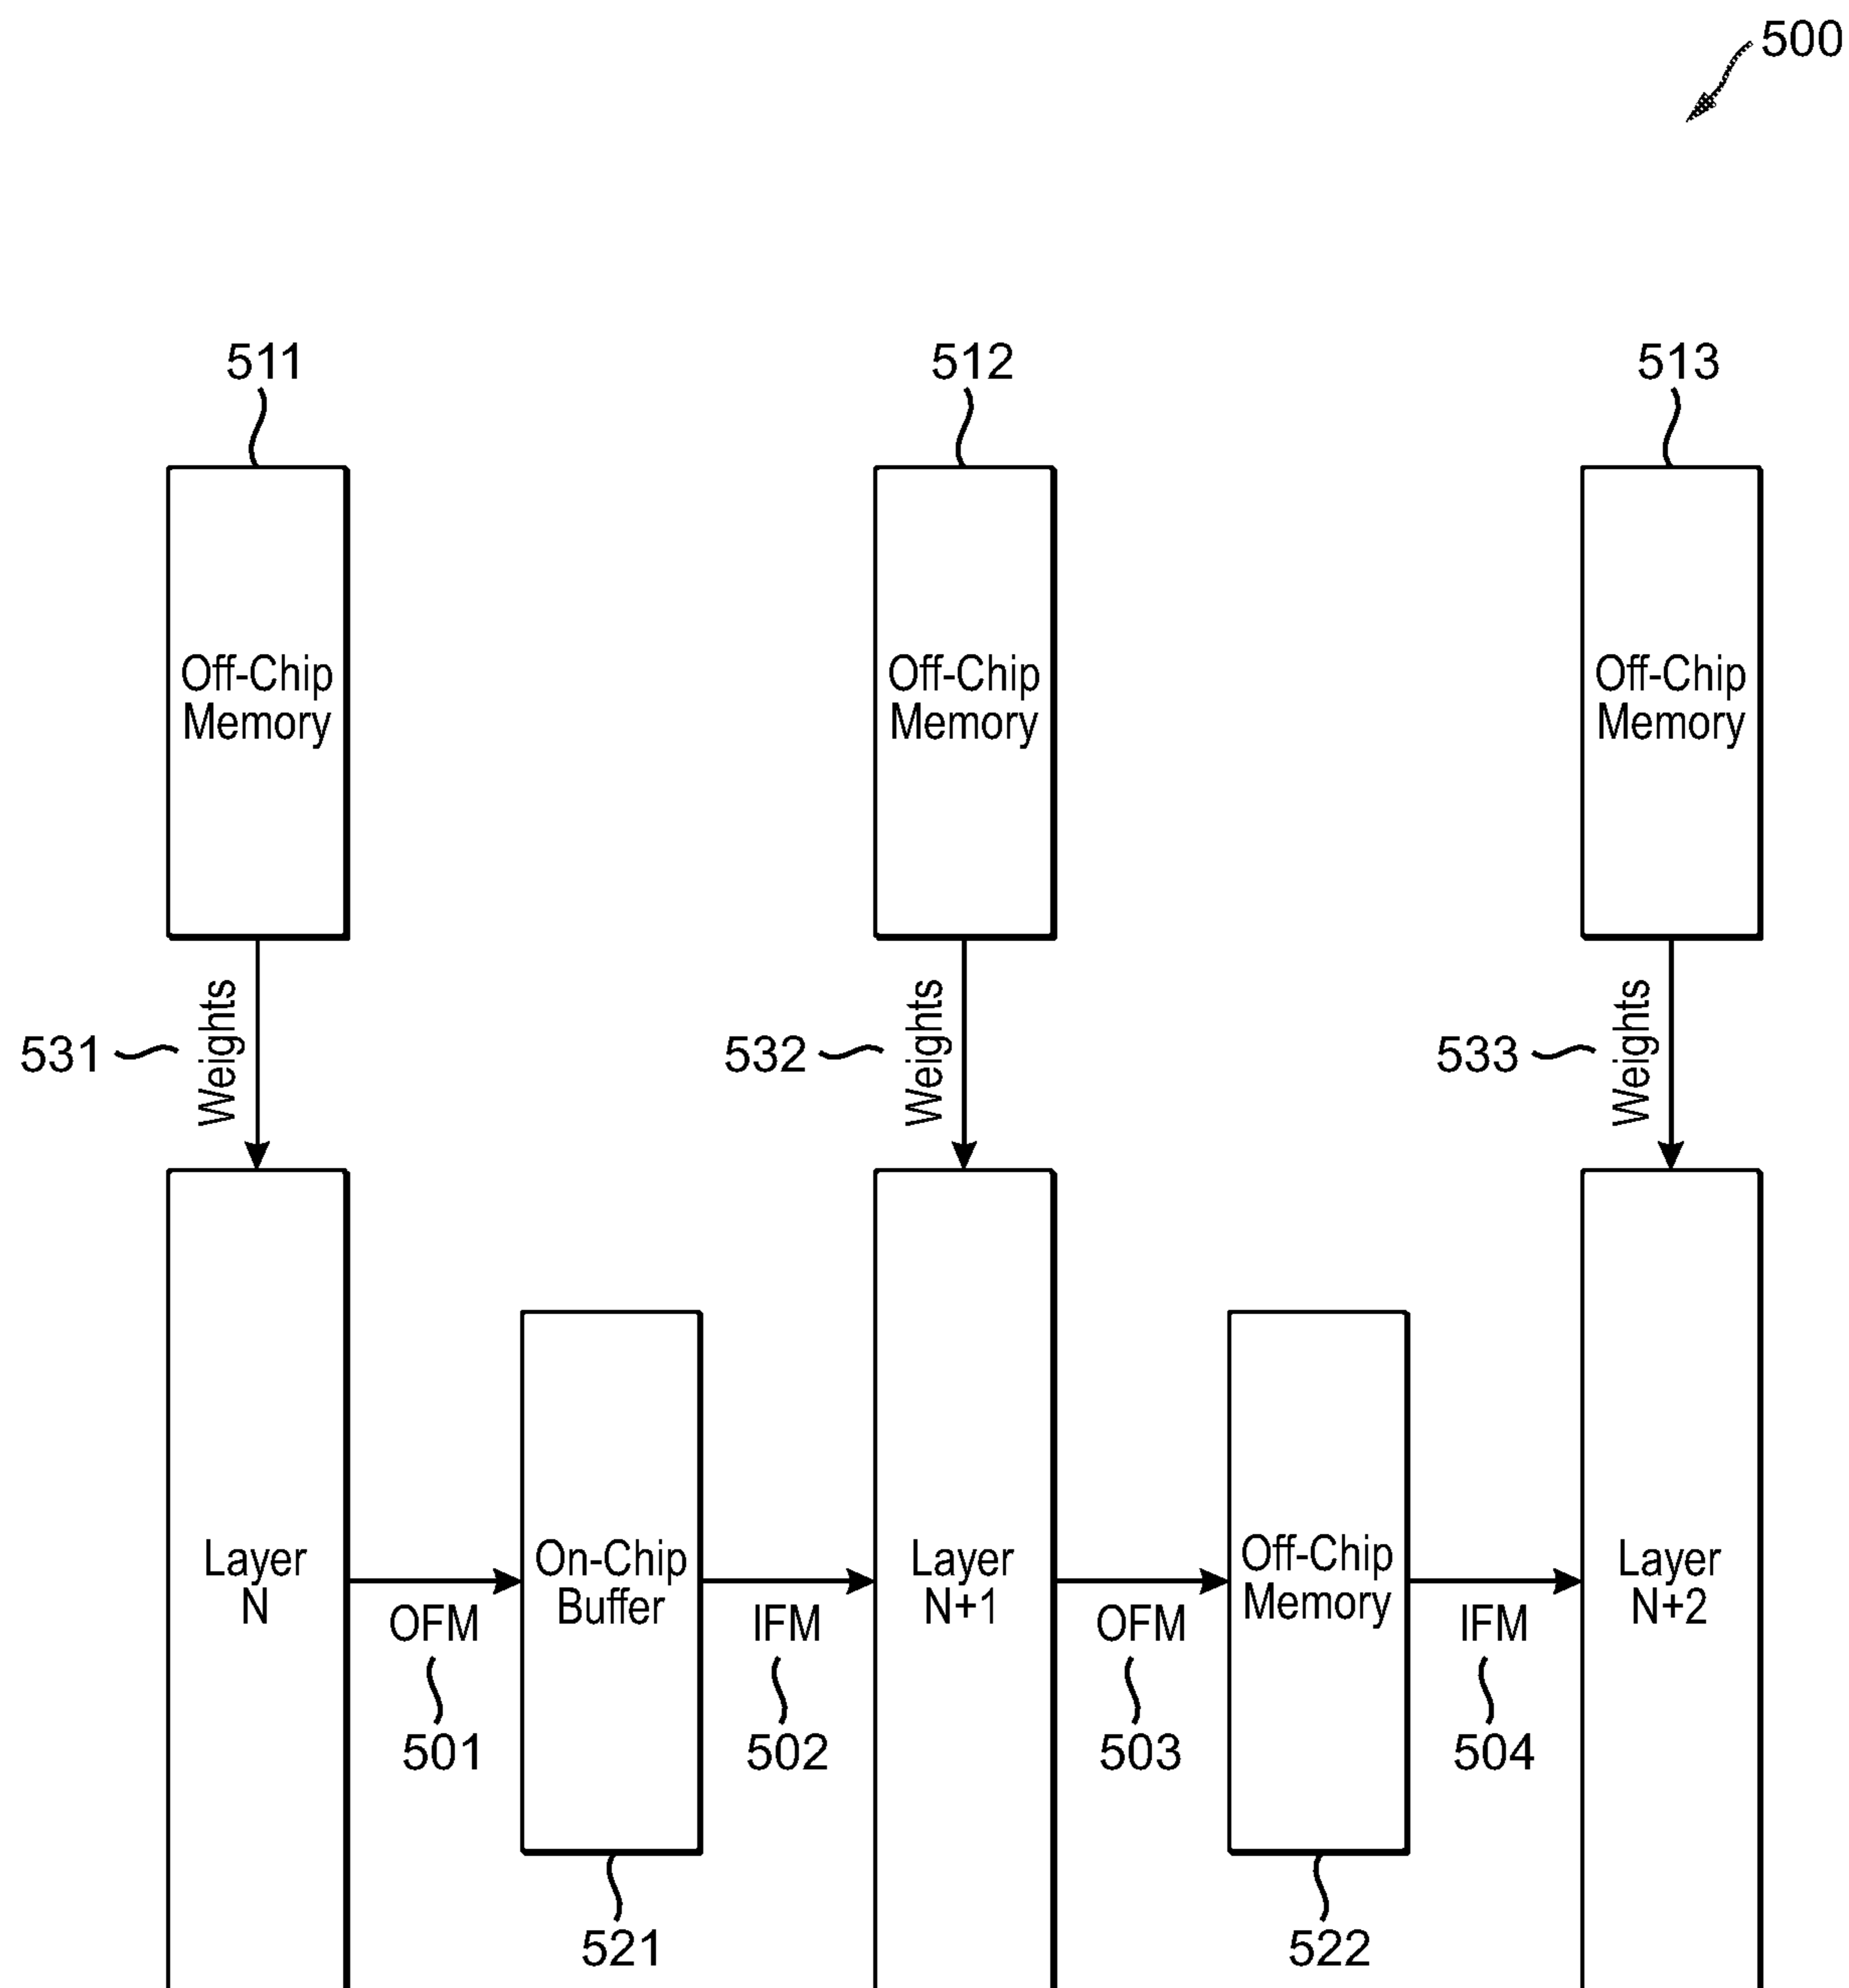 500
511
512
513
Off-Chip
Memory
Off-Chip
Memory
Off-Chip
Memory
531
Weights
532
Weights
533
Weights
Layer
N
OFM
501
On-Chip
Buffer
IFM
502
Layer
N+1
OFM
503
Off-Chip
Memory
IFM
504
Layer
N+2
521
522